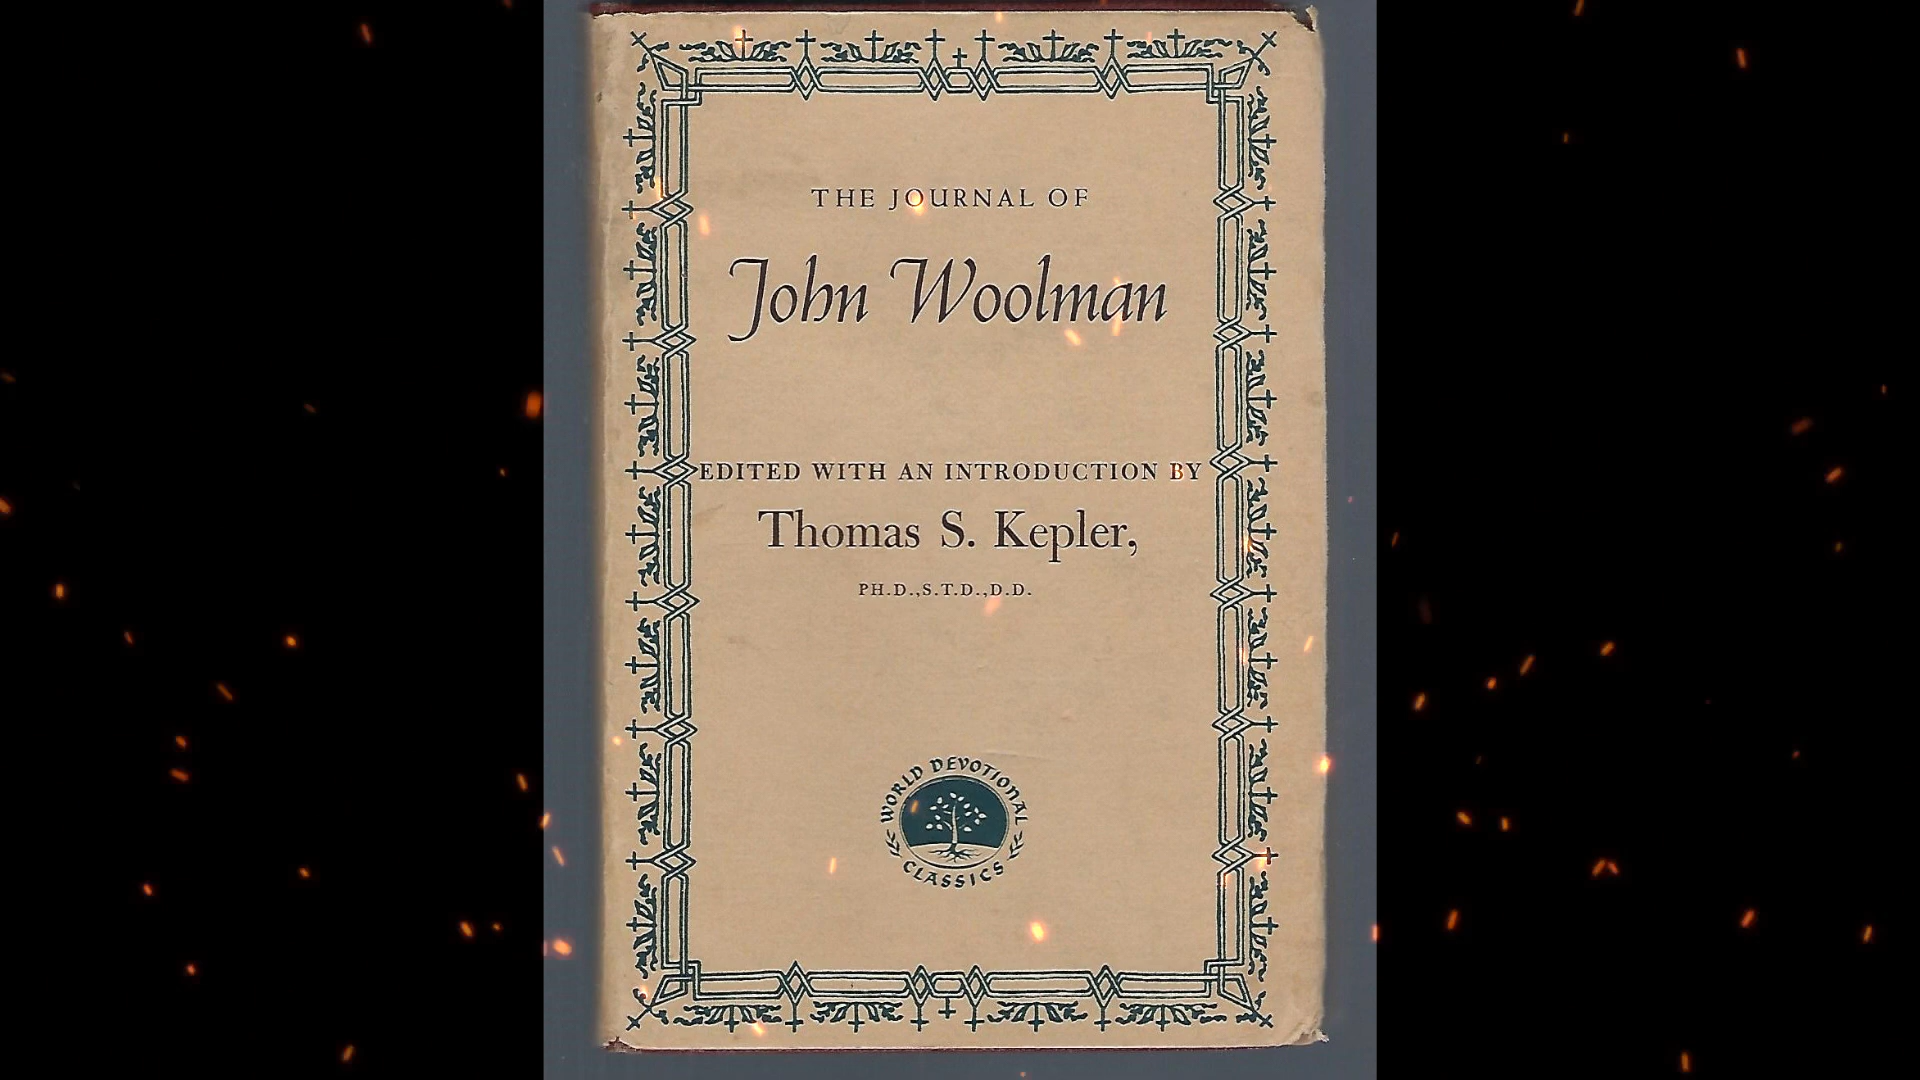 THE JOURNAL OF
John Woolman
EDITED WITH AN INTRODUCTION BY
Thomas S. Kepler,
PH.D.,S.T.D.,D.D.
WORLD DEVOTIONAL
CLASSICS